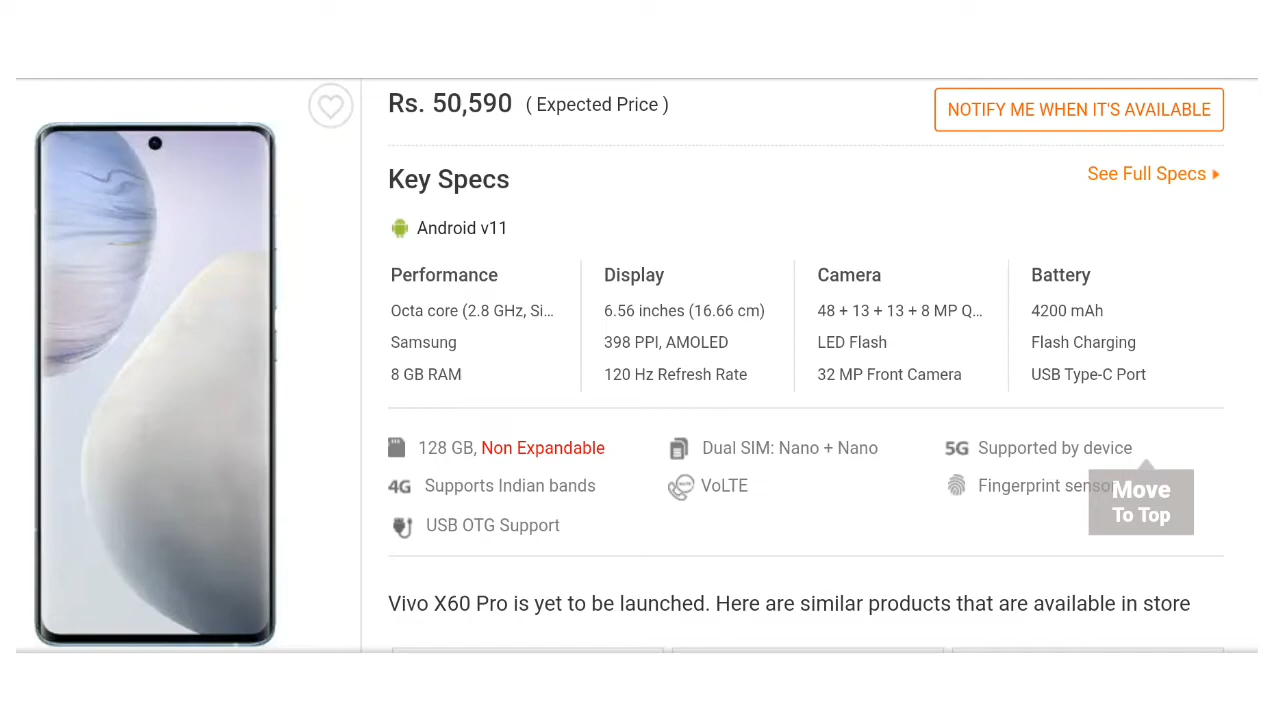 Rs. 50,590 ( Expected Price )
NOTIFY ME WHEN IT'S AVAILABLE
Key Specs
See Full Specs
Android v11
Performance
Octa core (2.8 GHz, Si...
Samsung
8 GB RAM
Display
6.56 inches (16.66 cm)
398 PPI, AMOLED
120 Hz Refresh Rate
Camera
48 + 13 + 13 + 8 MP Q...
LED Flash
32 MP Front Camera
Battery
4200 mAh
Flash Charging
USB Type-C Port
128 GB, Non Expandable
Dual SIM: Nano + Nano
5G Supported by device
4G Supports Indian bands
VoLTE
Fingerprint senso
Move
To Top
USB OTG Support
Vivo X60 Pro is yet to be launched. Here are similar products that are available in store